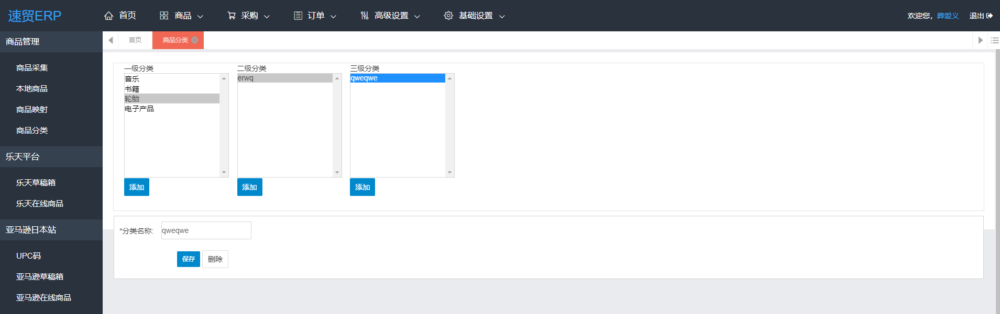 速贸ERP
首页 商品 采购 订单 高级设置 基础设置
欢迎您，葬爱义 退出
商品管理
商品采集
本地商品
商品映射
商品分类
乐天平台
乐天草稿箱
乐天在线商品
亚马逊日本站
UPC码
亚马逊草稿箱
亚马逊在线商品
首页 商品分类
一级分类
音乐
书籍
轮胎
电子产品
添加
二级分类
erwq
添加
三级分类
qweqwe
添加
*分类名称: qweqwe
保存 删除